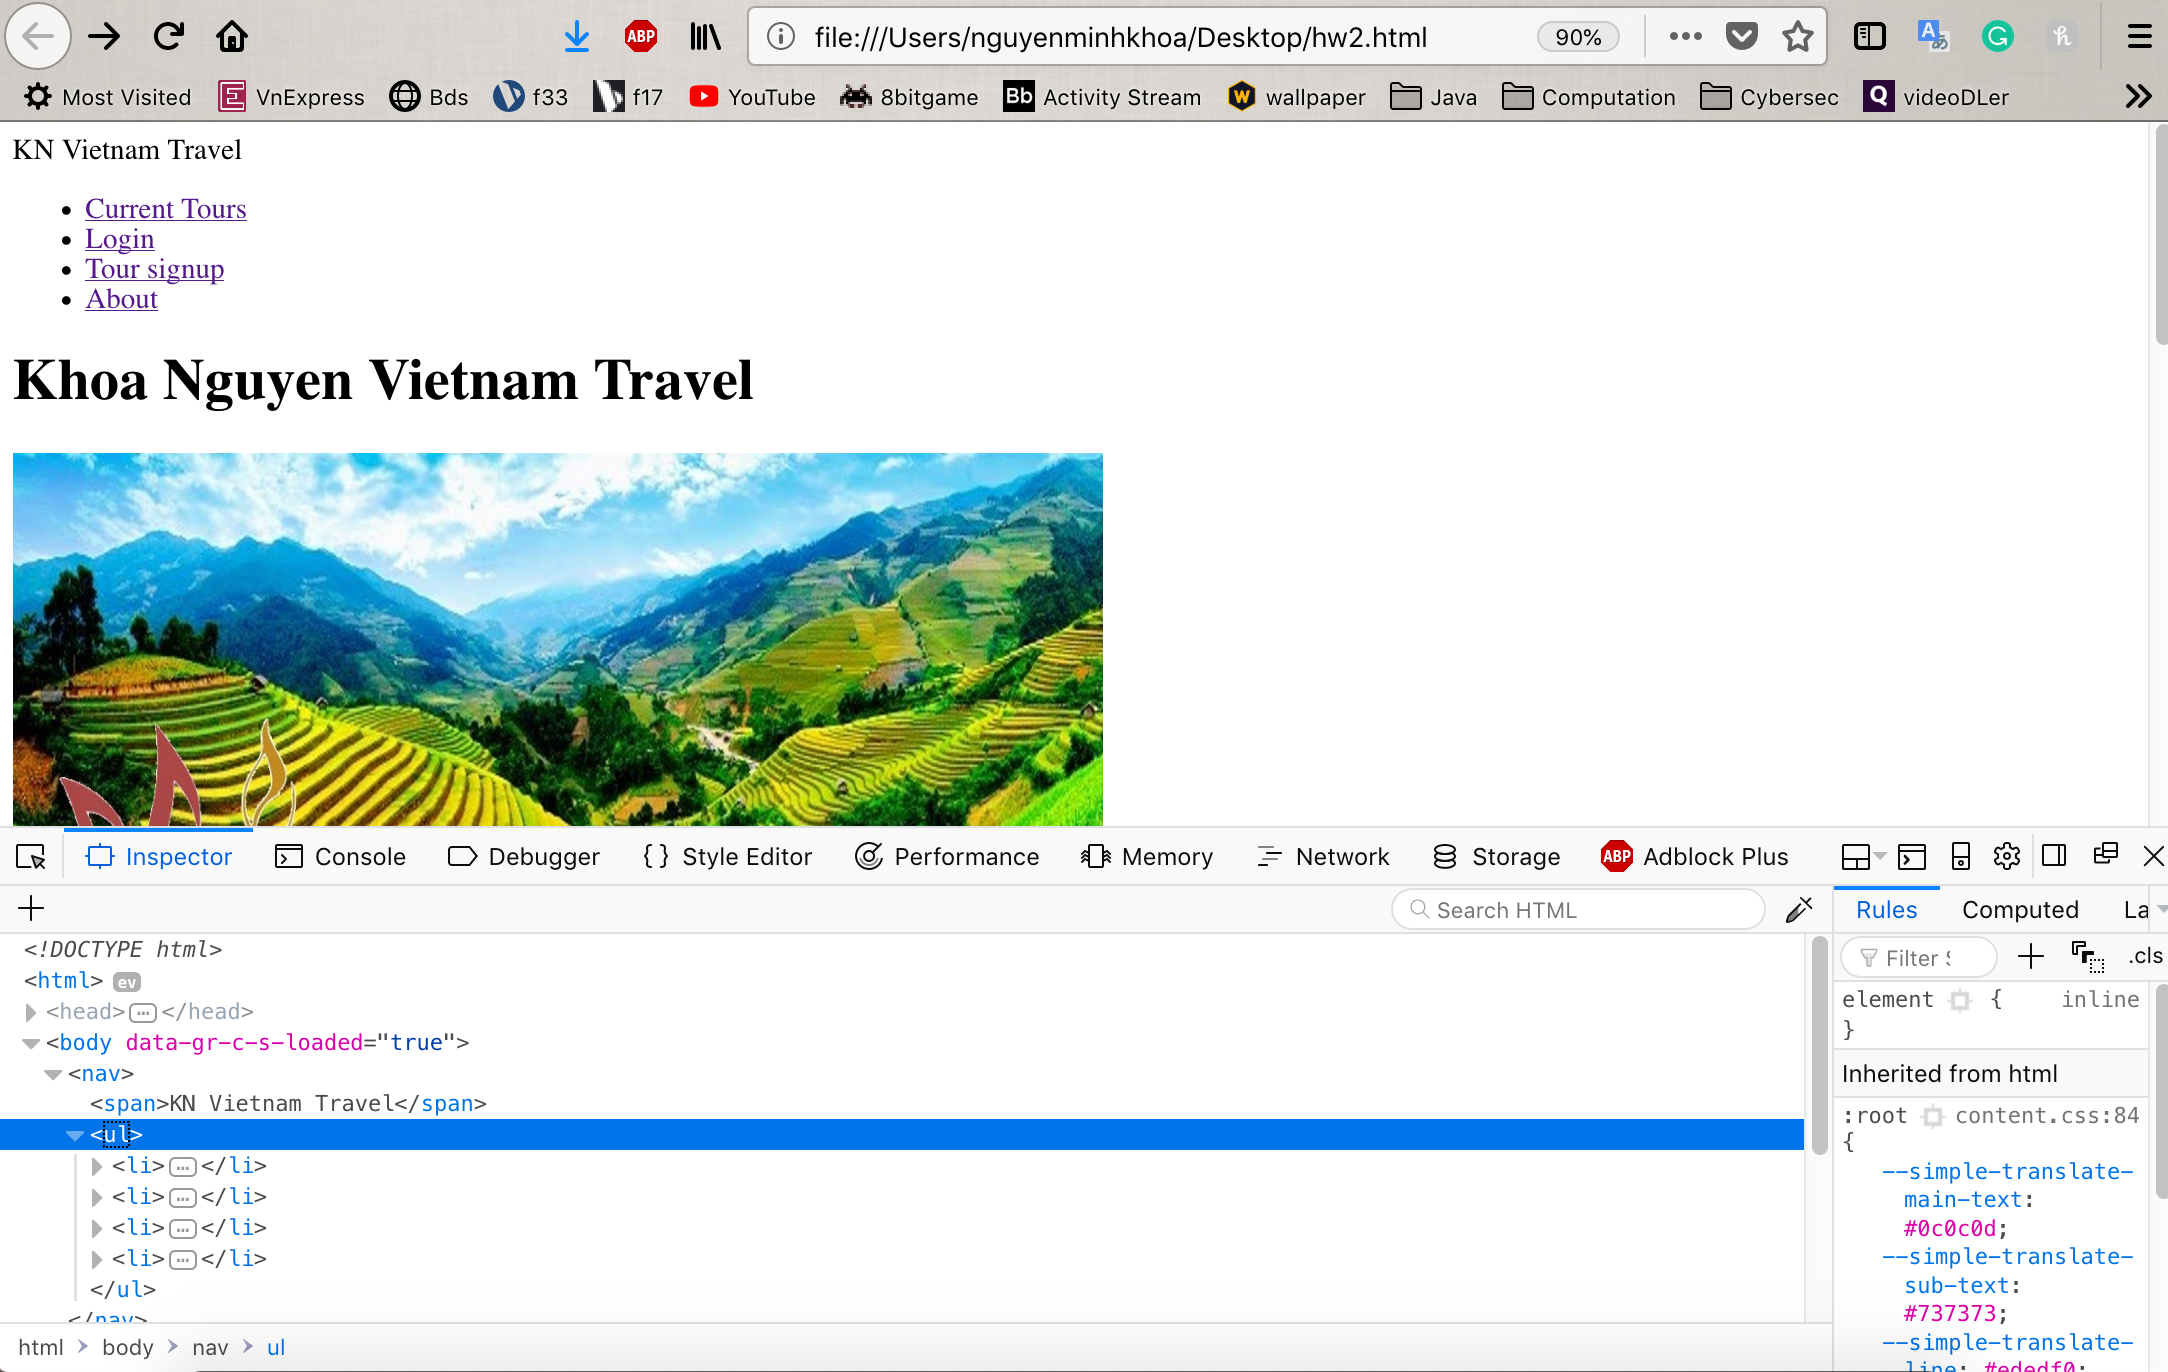 ABP
file:///Users/nguyenminhkhoa/Desktop/hw2.html
90%
Most Visited
VnExpress
Bds
f33
f17
YouTube
8bitgame
Bb Activity Stream
W wallpaper
Java
Computation
Cybersec
Q videoDLer
KN Vietnam Travel
Current Tours
Login
Tour signup
About
Khoa Nguyen Vietnam Travel
Inspector
Console
Debugger
Style Editor
Performance
Memory
Network
Storage
ABP Adblock Plus
Search HTML
Rules
Computed
La
<!DOCTYPE html>
<html> ev
<head>…</head>
<body data-gr-c-s-loaded="true">
<nav>
<span>KN Vietnam Travel</span>
<ul>
<li>…</li>
<li>…</li>
<li>…</li>
<li>…</li>
</ul>
</nav>
html > body > nav > ul
Filter
.cls
element { inline
}
Inherited from html
:root content.css:84
{
--simple-translate-
main-text:
#0c0c0d;
--simple-translate-
sub-text:
#737373;
--simple-translate-
line: #ededf0;